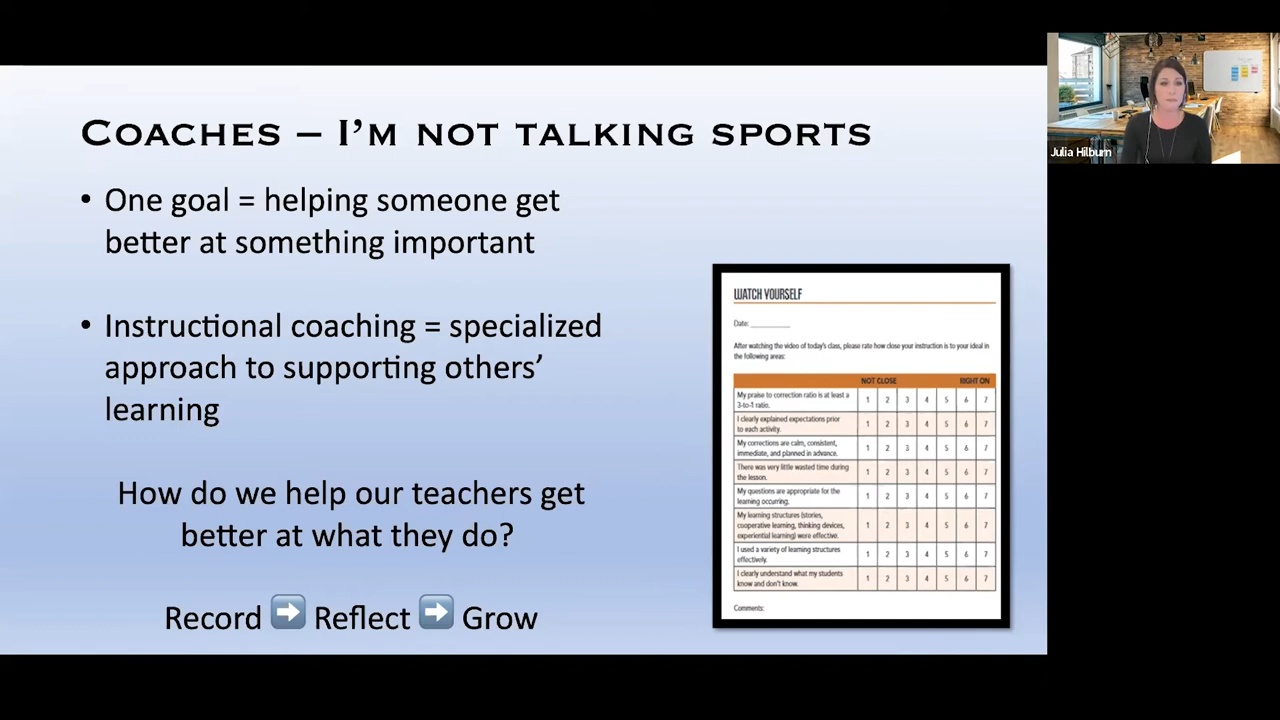 COACHES – I'M NOT TALKING SPORTS
• One goal = helping someone get
better at something important
• Instructional coaching = specialized
approach to supporting others'
learning
How do we help our teachers get
better at what they do?
Record ➡ Reflect ➡ Grow
WATCH YOURSELF
Date: __________
After watching the video of today's class, please rate how close your instruction is to your ideal in
the following areas:
NOT CLOSE RIGHT ON
My praise to correction ratio is at least a
3-to-1 ratio. 1 2 3 4 5 6 7
I clearly explained expectations prior
to each activity. 1 2 3 4 5 6 7
My corrections are calm, consistent,
immediate, and planned in advance. 1 2 3 4 5 6 7
There was very little wasted time during
the lesson. 1 2 3 4 5 6 7
My questions are appropriate for the
learning occurring. 1 2 3 4 5 6 7
My learning structures (stories,
cooperative learning, thinking devices,
experiential learning) were effective. 1 2 3 4 5 6 7
I used a variety of learning structures
effectively. 1 2 3 4 5 6 7
I clearly understand what my students
know and don't know. 1 2 3 4 5 6 7
Comments:
Julia Hilburn